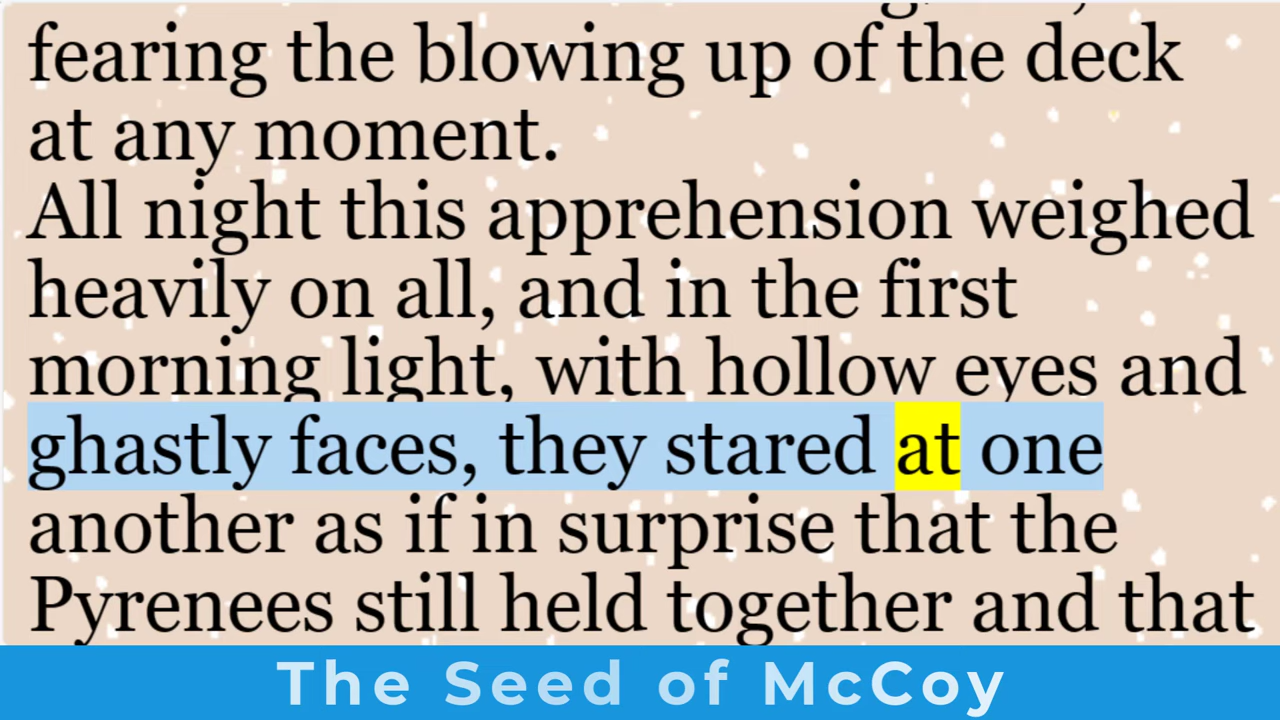 fearing the blowing up of the deck
at any moment.
All night this apprehension weighed
heavily on all, and in the first
morning light, with hollow eyes and
ghastly faces, they stared at one
another as if in surprise that the
Pyrenees still held together and that
The Seed of McCoy